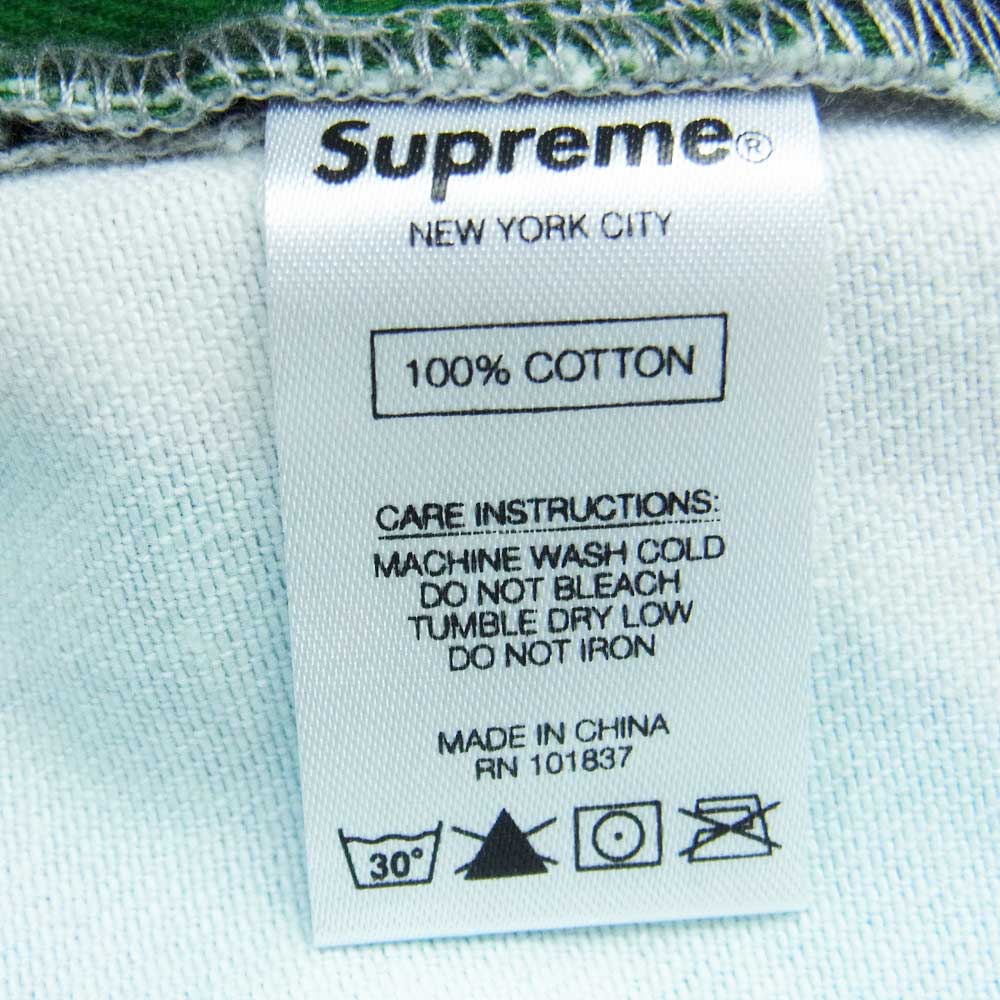 Supreme®
NEW YORK CITY
100% COTTON
CARE INSTRUCTIONS:
MACHINE WASH COLD
DO NOT BLEACH
TUMBLE DRY LOW
DO NOT IRON
MADE IN CHINA
RN 101837
30°